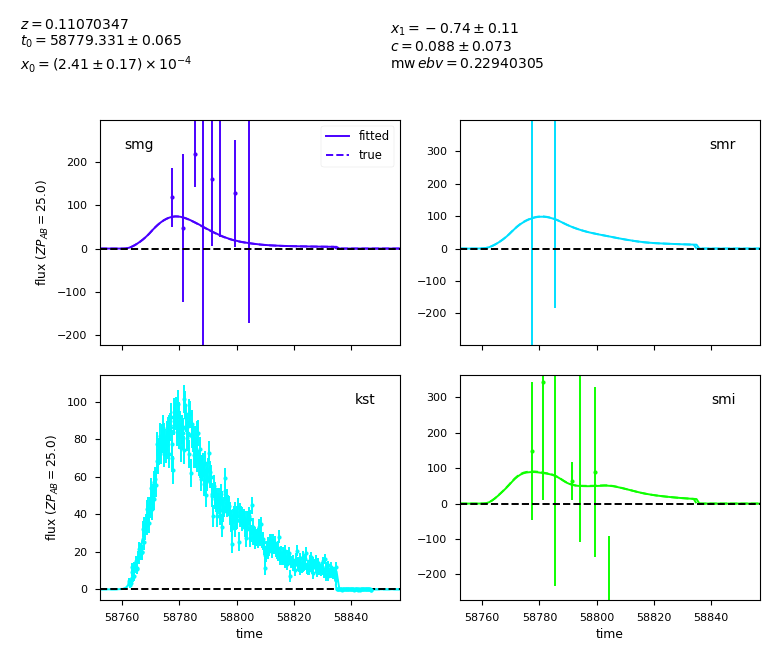 z = 0.11070347
t0 = 58779.331 ± 0.065
x0 = (2.41 ± 0.17) × 10^−4
x1 = −0.74 ± 0.11
c = 0.088 ± 0.073
mw ebv = 0.22940305
smg
fitted
true
200
100
0
−100
−200
flux (ZP_AB = 25.0)
smr
300
200
100
0
−100
−200
kst
100
80
60
40
20
0
flux (ZP_AB = 25.0)
58760 58780 58800 58820 58840
time
smi
300
200
100
0
−100
−200
58760 58780 58800 58820 58840
time